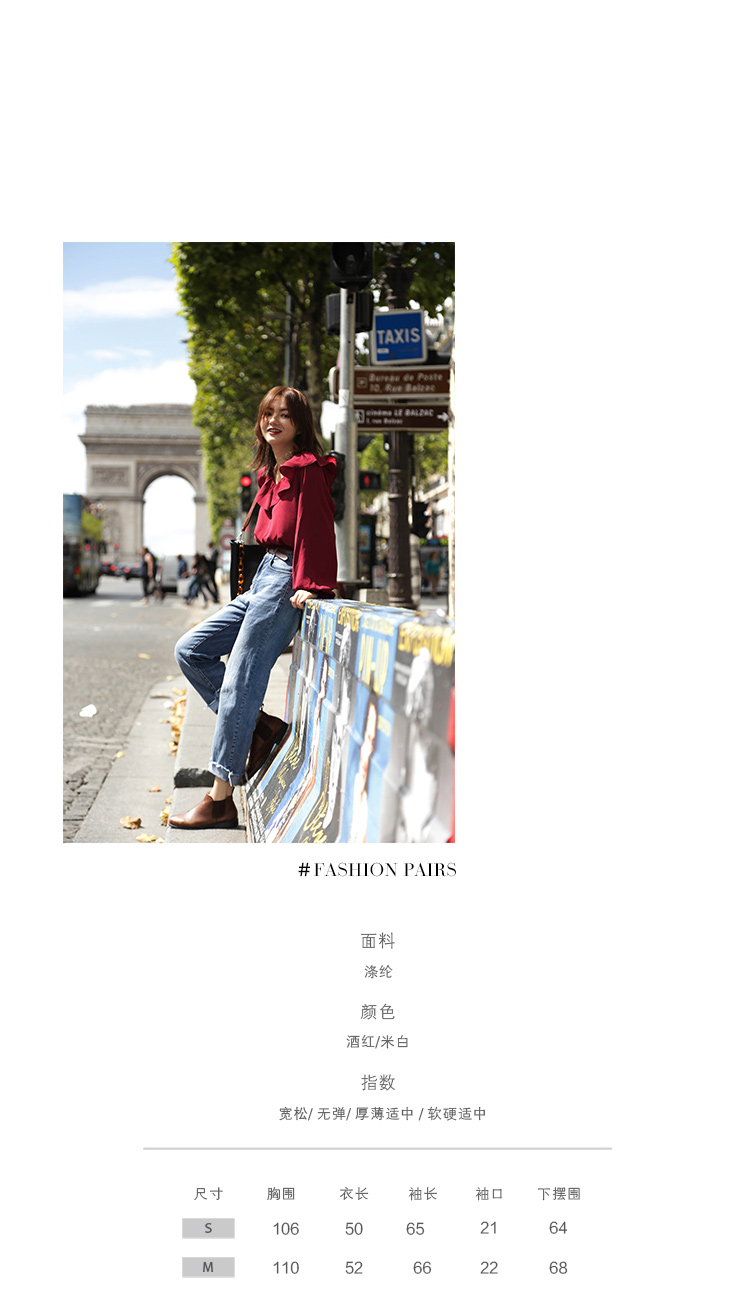 TAXIS
Bureau de Poste
10, Rue Balzac
cinéma LE BALZAC
1, rue Balzac
#FASHION PAIRS
面料
涤纶
颜色
酒红/米白
指数
宽松/ 无弹/ 厚薄适中 / 软硬适中
尺寸 胸围 衣长 袖长 袖口 下摆围
S 106 50 65 21 64
M 110 52 66 22 68